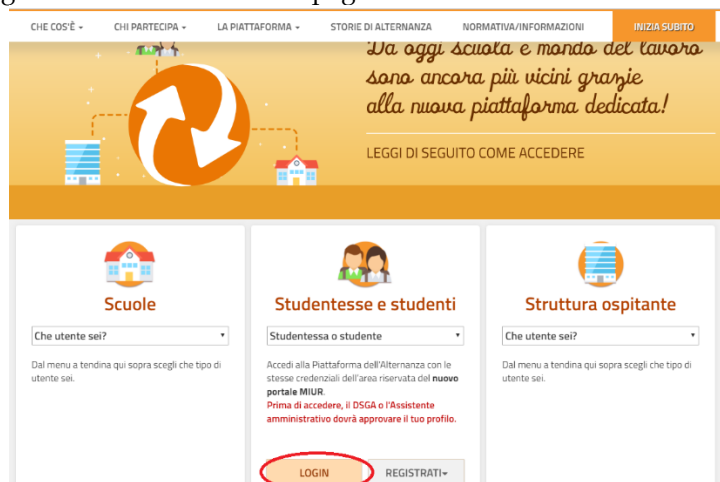 CHE COS'È
CHI PARTECIPA
LA PIATTAFORMA
STORIE DI ALTERNANZA
NORMATIVA/INFORMAZIONI
INIZIA SUBITO
Da oggi scuola e mondo del lavoro
sono ancora più vicini grazie
alla nuova piattaforma dedicata!
LEGGI DI SEGUITO COME ACCEDERE
Scuole
Che utente sei?
Dal menu a tendina qui sopra scegli che tipo di
utente sei.
Studentesse e studenti
Studentessa o studente
Accedi alla Piattaforma dell'Alternanza con le
stesse credenziali dell'area riservata del nuovo
portale MIUR.
Prima di accedere, il DSGA o l'Assistente
amministrativo dovrà approvare il tuo profilo.
LOGIN
REGISTRATI
Struttura ospitante
Che utente sei?
Dal menu a tendina qui sopra scegli che tipo di
utente sei.